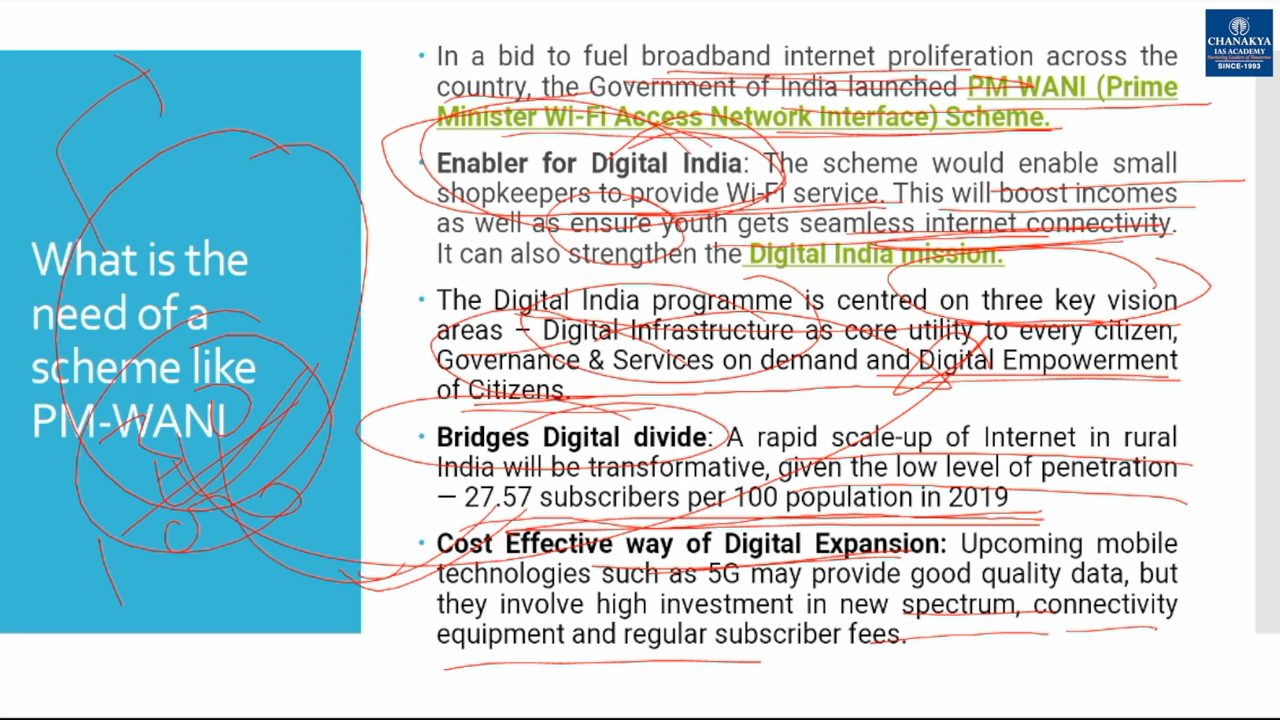 CHANAKYA
IAS ACADEMY
Nurturing Leaders of Tomorrow
SINCE-1993
What is the
need of a
scheme like
PM-WANI
• In a bid to fuel broadband internet proliferation across the
country, the Government of India launched PM WANI (Prime
Minister Wi-Fi Access Network Interface) Scheme.
• Enabler for Digital India: The scheme would enable small
shopkeepers to provide Wi-Fi service. This will boost incomes
as well as ensure youth gets seamless internet connectivity.
It can also strengthen the Digital India mission.
• The Digital India programme is centred on three key vision
areas – Digital Infrastructure as core utility to every citizen,
Governance & Services on demand and Digital Empowerment
of Citizens.
• Bridges Digital divide: A rapid scale-up of Internet in rural
India will be transformative, given the low level of penetration
— 27.57 subscribers per 100 population in 2019
• Cost Effective way of Digital Expansion: Upcoming mobile
technologies such as 5G may provide good quality data, but
they involve high investment in new spectrum, connectivity
equipment and regular subscriber fees.